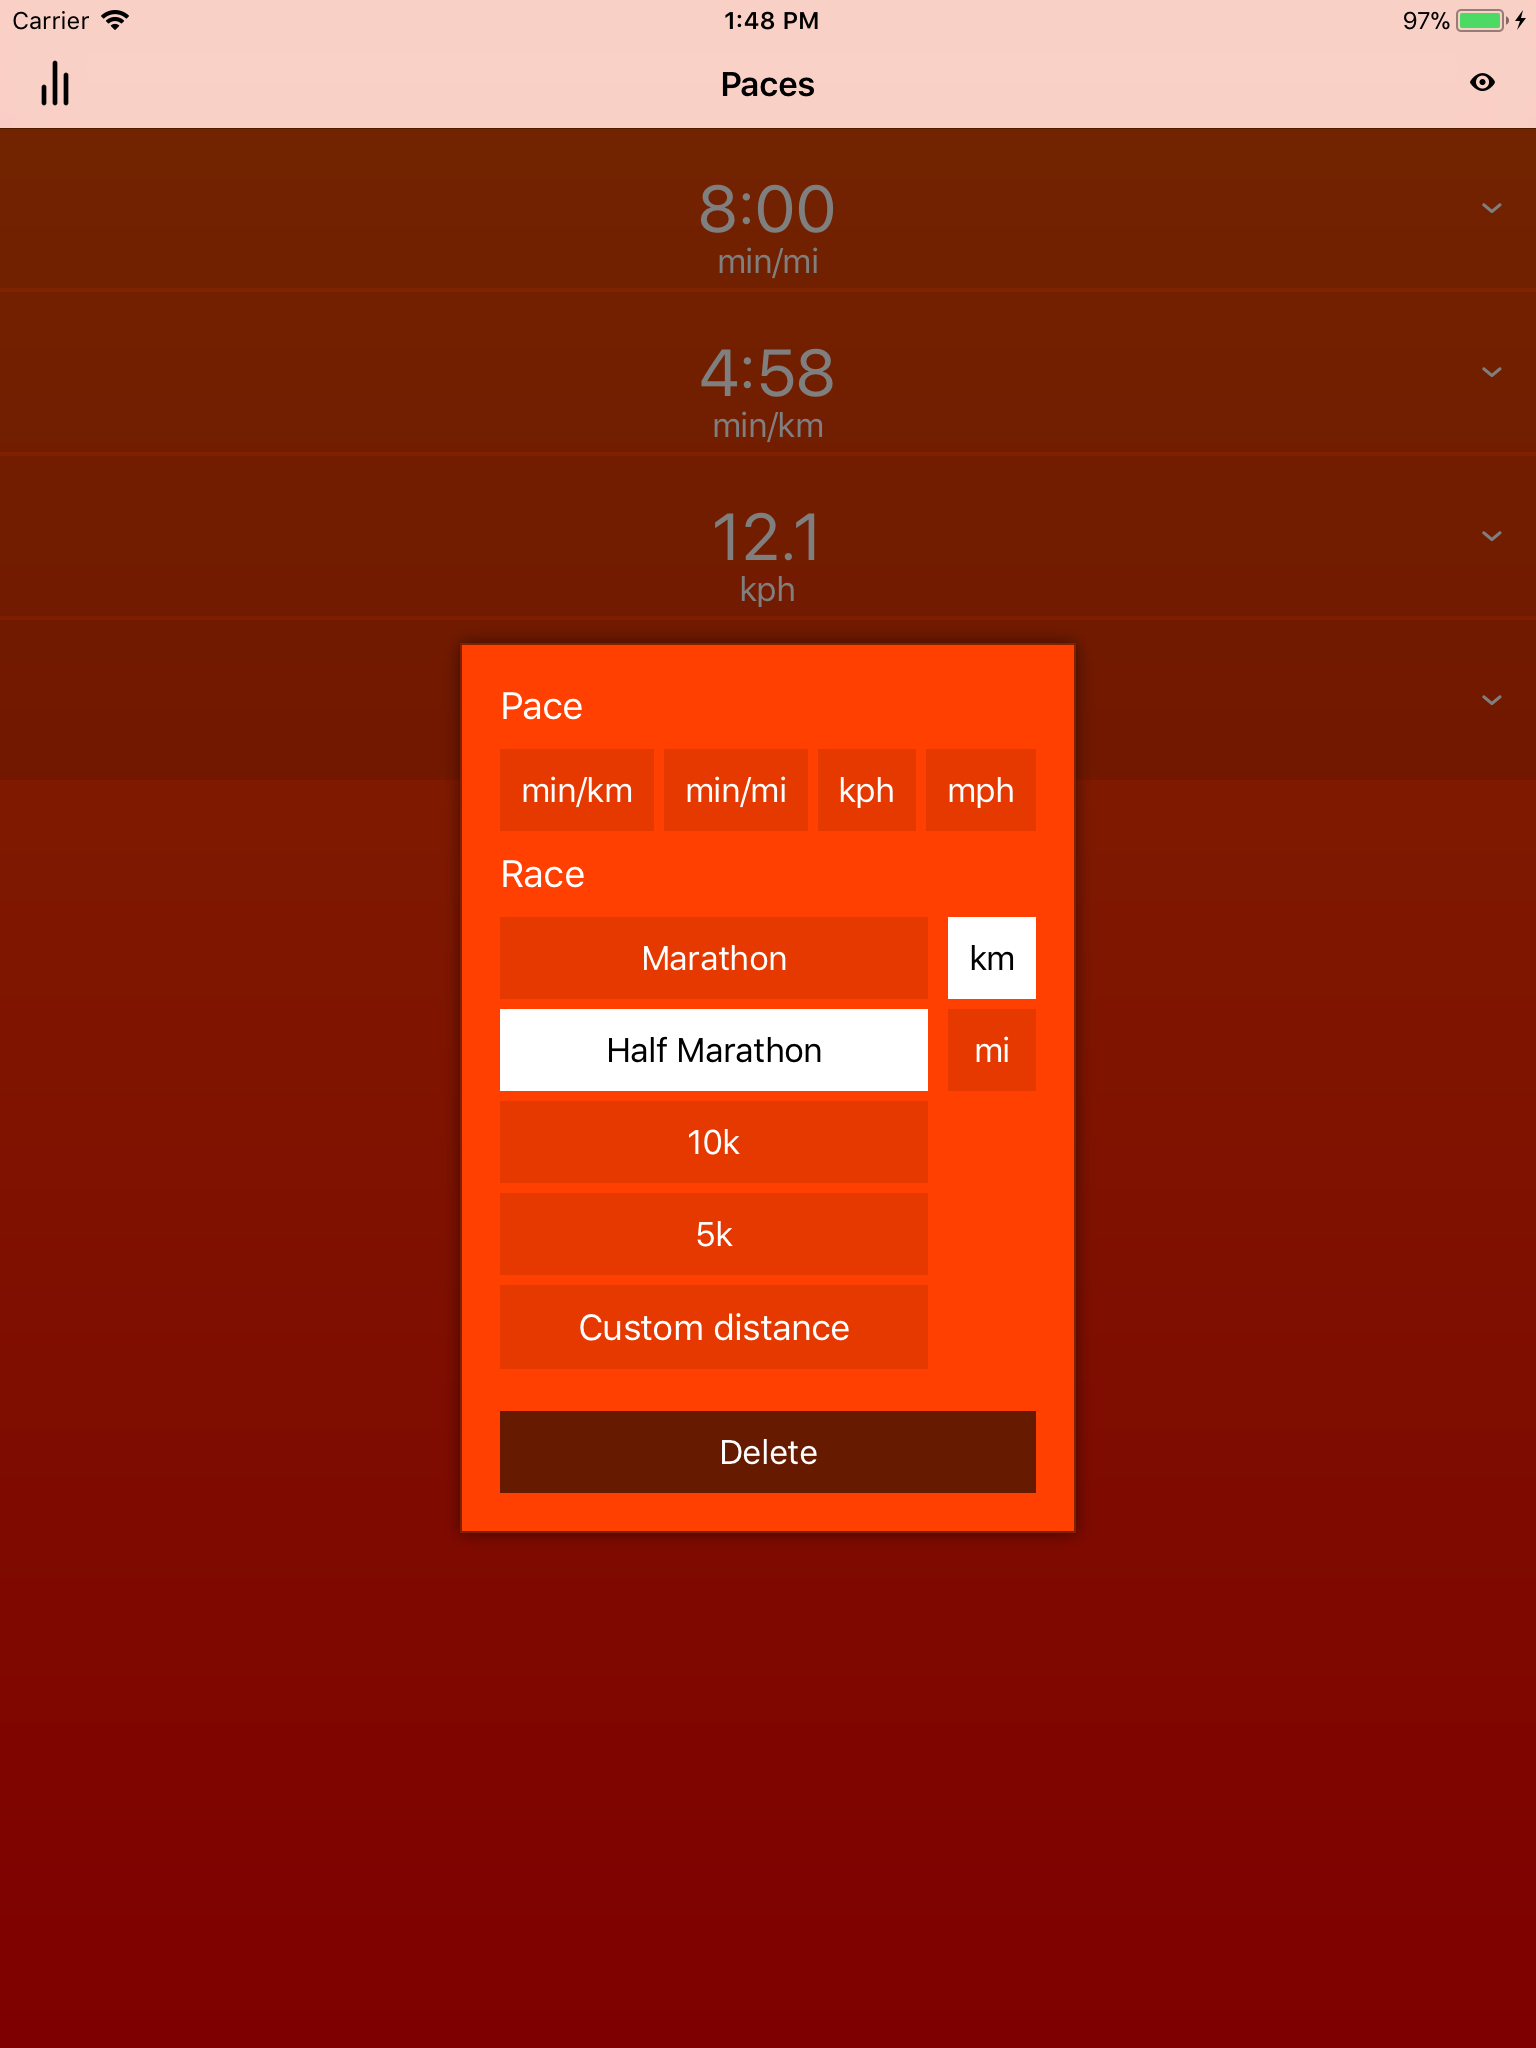 Carrier 1:48 PM 97%
Paces
8:00
min/mi
4:58
min/km
12.1
kph
Pace
min/km min/mi kph mph
Race
Marathon km
Half Marathon mi
10k
5k
Custom distance
Delete